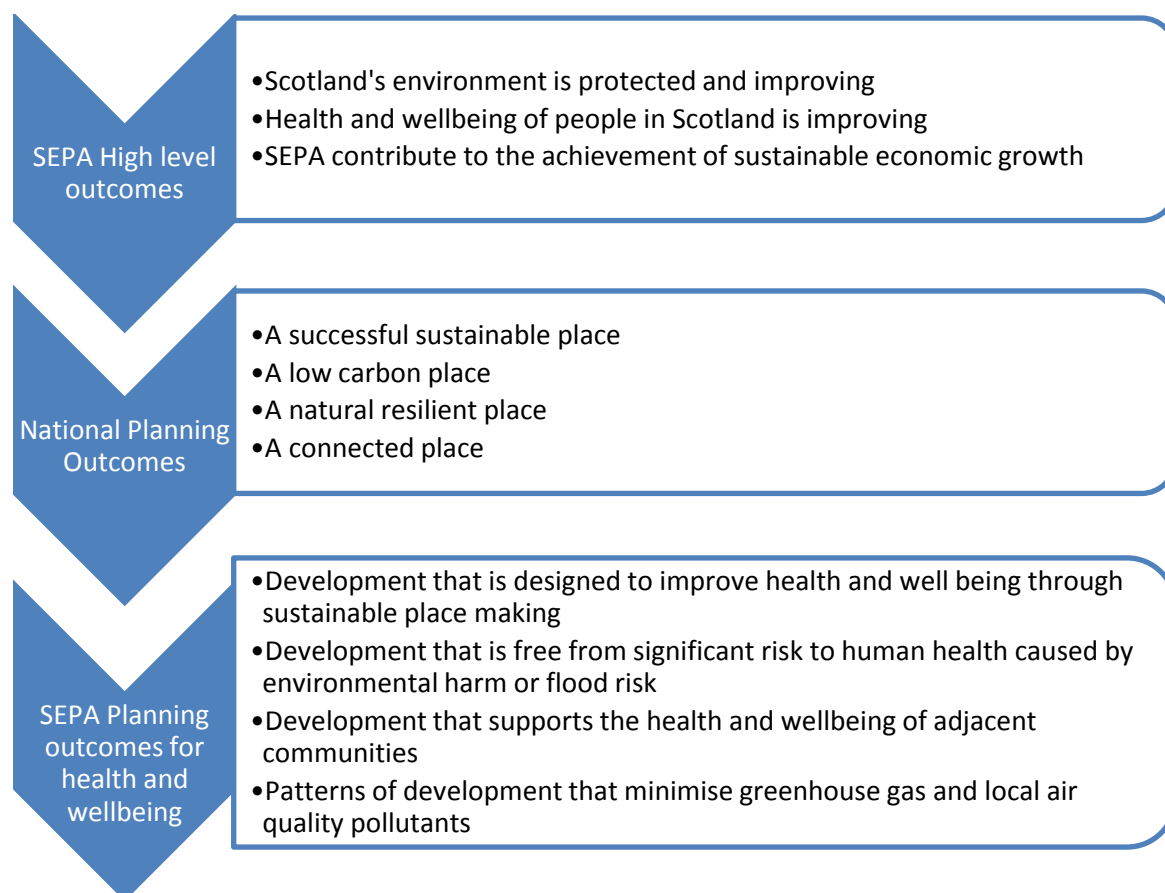 SEPA High level
outcomes
•Scotland's environment is protected and improving
•Health and wellbeing of people in Scotland is improving
•SEPA contribute to the achievement of sustainable economic growth
National Planning
Outcomes
•A successful sustainable place
•A low carbon place
•A natural resilient place
•A connected place
SEPA Planning
outcomes for
health and
wellbeing
•Development that is designed to improve health and well being through
sustainable place making
•Development that is free from significant risk to human health caused by
environmental harm or flood risk
•Development that supports the health and wellbeing of adjacent
communities
•Patterns of development that minimise greenhouse gas and local air
quality pollutants